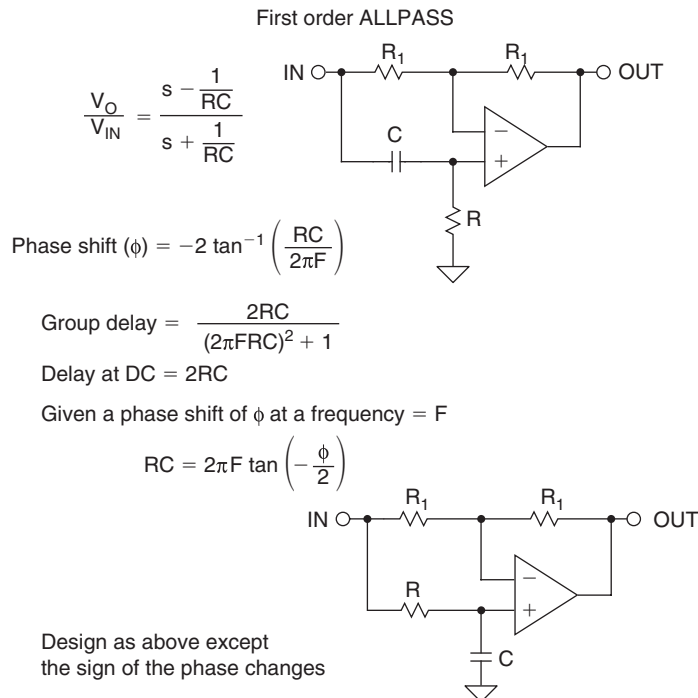 First order ALLPASS
R₁ R₁
IN OUT
V_O / V_IN = (s − 1/RC) / (s + 1/RC)
C
−
+
R
Phase shift (ϕ) = −2 tan⁻¹ (RC / 2πF)
Group delay = 2RC / ((2πFRC)² + 1)
Delay at DC = 2RC
Given a phase shift of ϕ at a frequency = F
RC = 2πF tan (−ϕ/2)
R₁ R₁
IN OUT
−
R +
C
Design as above except
the sign of the phase changes